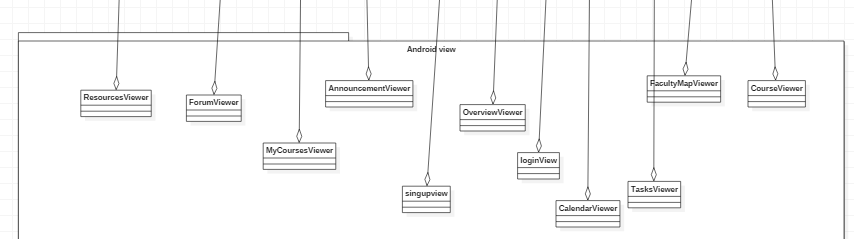 Android view
ResourcesViewer
ForumViewer
AnnouncementViewer
OverviewViewer
FacultyMapViewer
CourseViewer
MyCoursesViewer
loginView
singupview
CalendarViewer
TasksViewer